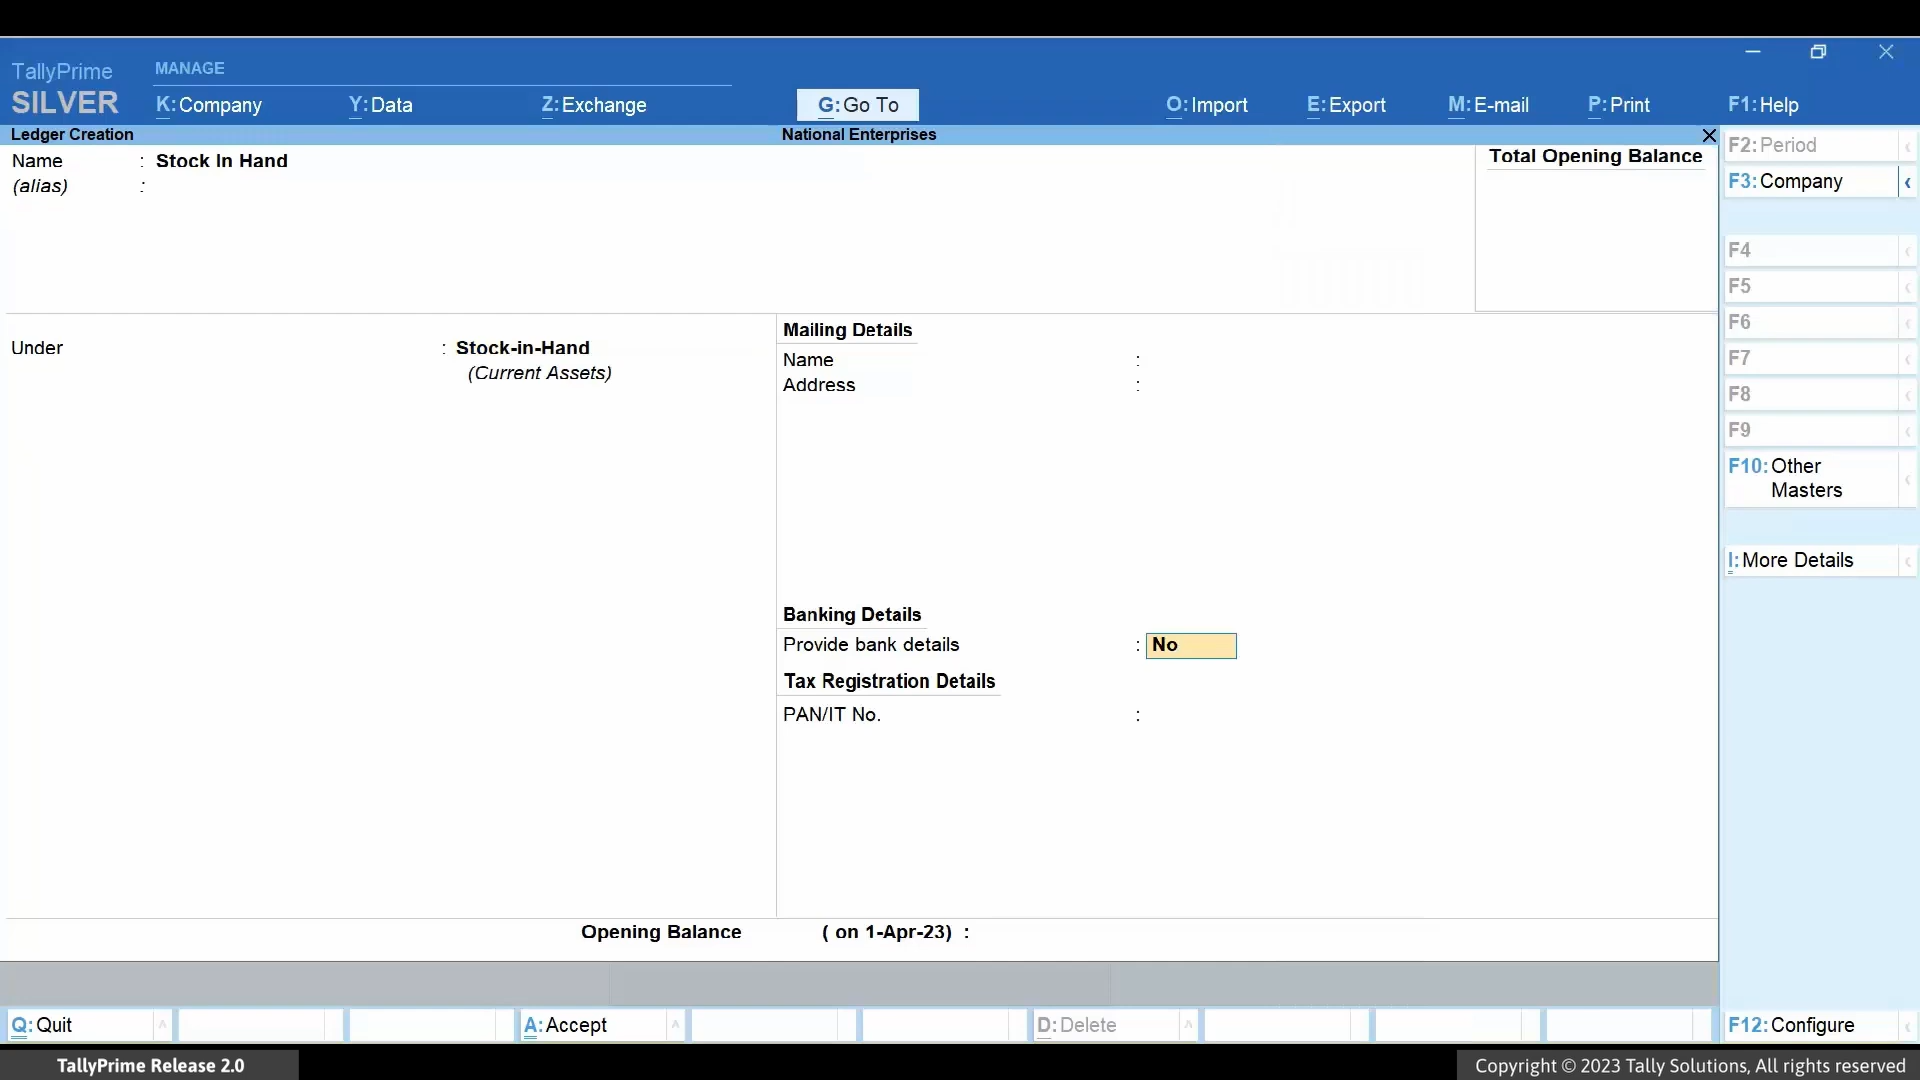 TallyPrime
SILVER
MANAGE
K: Company
Y: Data
Z: Exchange
G: Go To
O: Import
E: Export
M: E-mail
P: Print
F1: Help
Ledger Creation
National Enterprises
Name : Stock In Hand
(alias) :
Total Opening Balance
Under : Stock-in-Hand
(Current Assets)
Mailing Details
Name :
Address :
Banking Details
Provide bank details : No
Tax Registration Details
PAN/IT No. :
Opening Balance ( on 1-Apr-23) :
F2: Period
F3: Company
F4
F5
F6
F7
F8
F9
F10: Other
Masters
I: More Details
F12: Configure
Q: Quit
A: Accept
D: Delete
TallyPrime Release 2.0
Copyright © 2023 Tally Solutions, All rights reserved